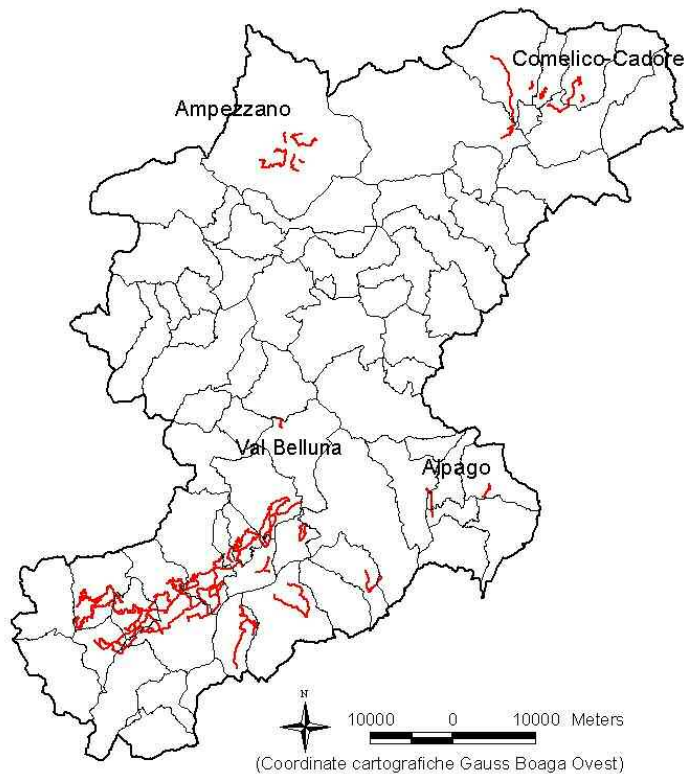 Comelico-Cadore
Ampezzano
Val Belluna
Alpago
N
10000 0 10000 Meters
(Coordinate cartografiche Gauss Boaga Ovest)